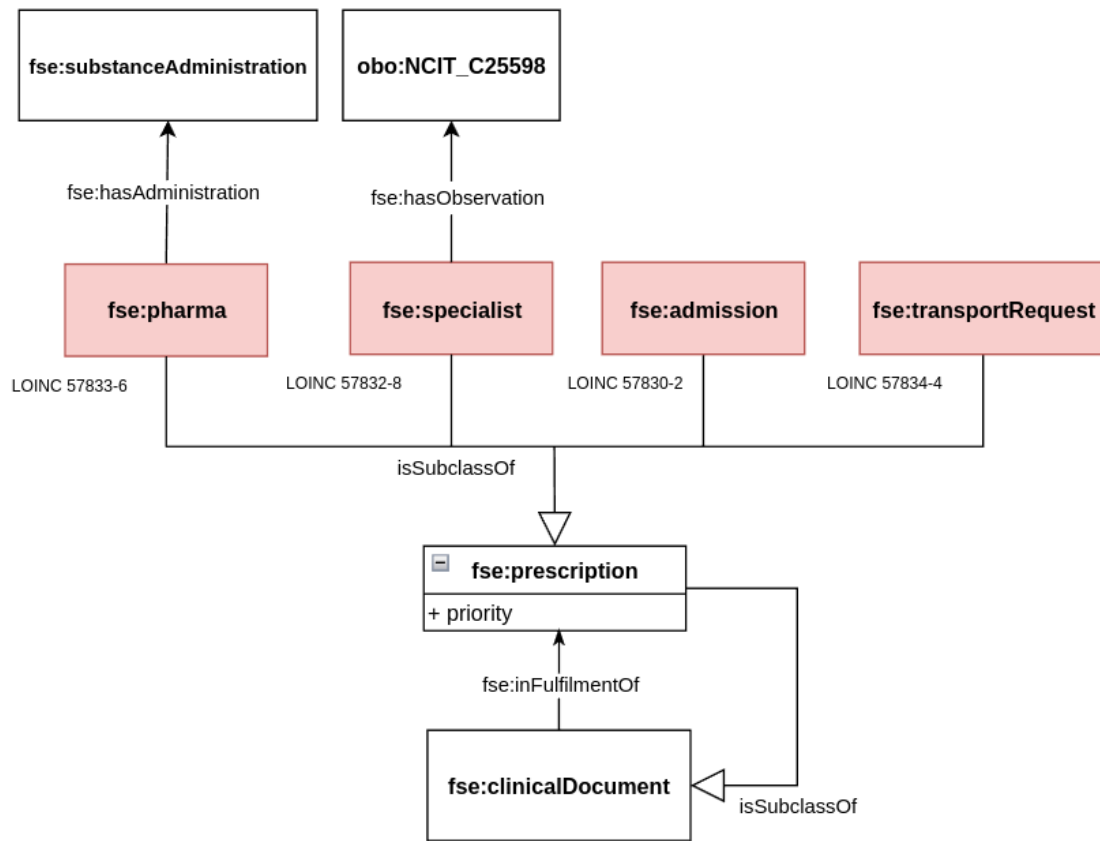 fse:substanceAdministration
obo:NCIT_C25598
fse:hasAdministration
fse:hasObservation
fse:pharma
fse:specialist
fse:admission
fse:transportRequest
LOINC 57833-6
LOINC 57832-8
LOINC 57830-2
LOINC 57834-4
isSubclassOf
fse:prescription
+ priority
fse:inFulfilmentOf
fse:clinicalDocument
isSubclassOf